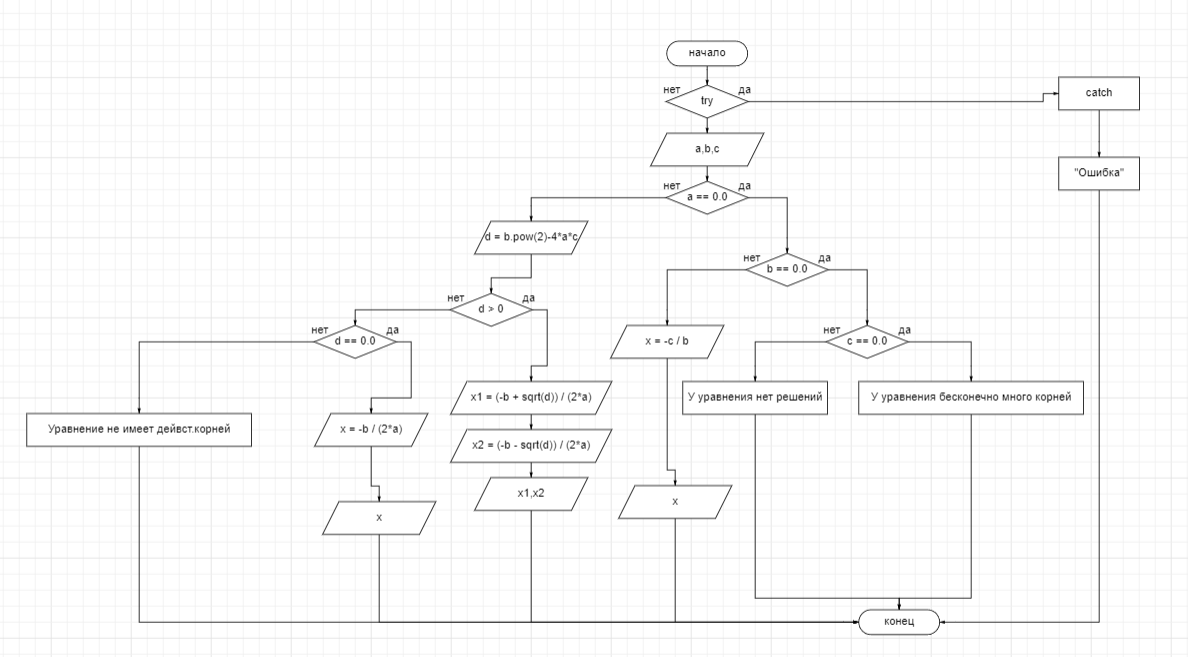 начало
нет
да
try
catch
a,b,c
"Ошибка"
нет
да
a == 0.0
d = b.pow(2)-4*a*c
нет
да
b == 0.0
нет
да
d > 0
нет
да
d == 0.0
x = -c / b
нет
да
c == 0.0
x1 = (-b + sqrt(d)) / (2*a)
У уравнения нет решений
У уравнения бесконечно много корней
Уравнение не имеет дейвст.корней
x = -b / (2*a)
x2 = (-b - sqrt(d)) / (2*a)
x1,x2
x
x
конец